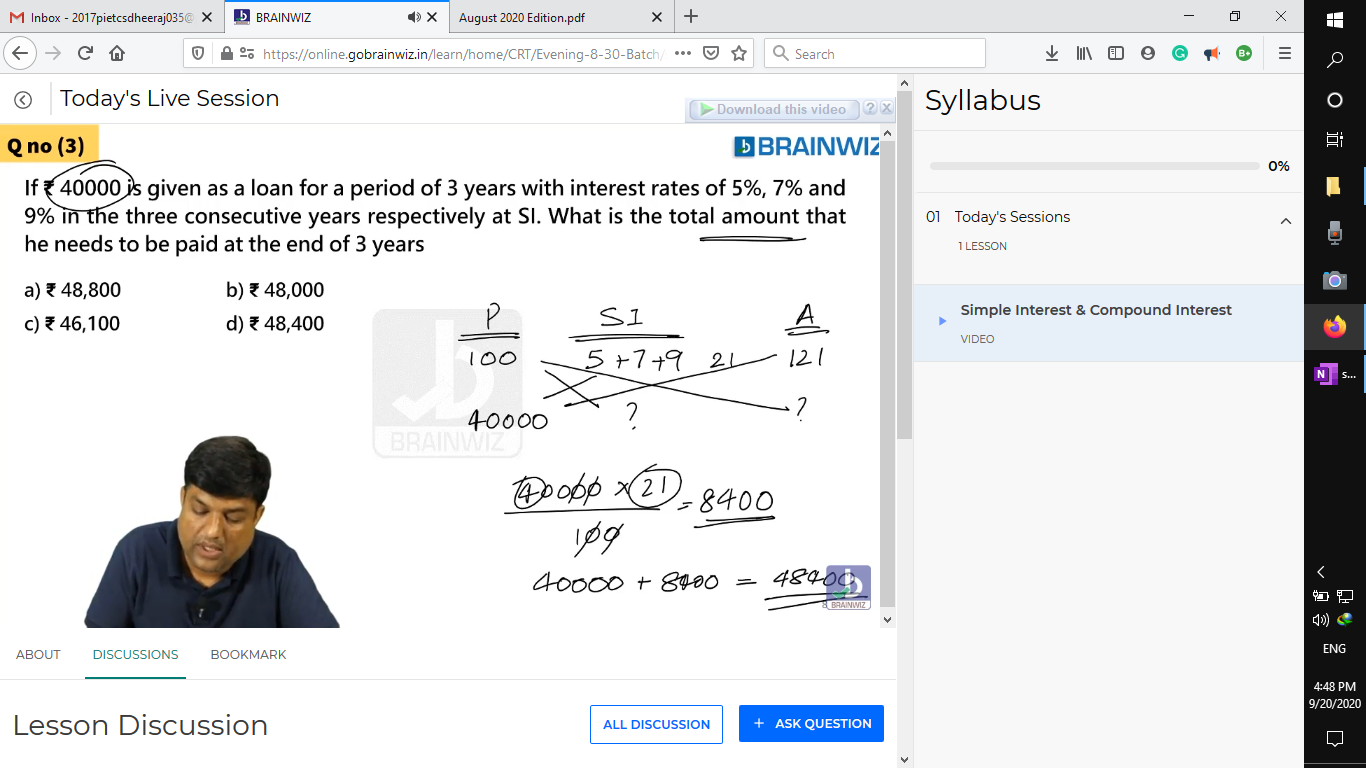 Inbox - 2017pietcsdheeraj035@
BRAINWIZ
August 2020 Edition.pdf
https://online.gobrainwiz.in/learn/home/CRT/Evening-8-30-Batch/
Search
Today's Live Session
Download this video
Q no (3)
BRAINWIZ
If ₹ 40000 is given as a loan for a period of 3 years with interest rates of 5%, 7% and
9% in the three consecutive years respectively at SI. What is the total amount that
he needs to be paid at the end of 3 years
a) ₹ 48,800 b) ₹ 48,000
c) ₹ 46,100 d) ₹ 48,400
P SI A
100 5 + 7 + 9 21 121
40000 ? ?
BRAINWIZ
40000 × 21
= 8400
100
40000 + 8400 = 48400
BRAINWIZ
ABOUT DISCUSSIONS BOOKMARK
Lesson Discussion
ALL DISCUSSION
+ ASK QUESTION
Syllabus
0%
01 Today's Sessions
1 LESSON
Simple Interest & Compound Interest
VIDEO
N s...
ENG
4:48 PM
9/20/2020